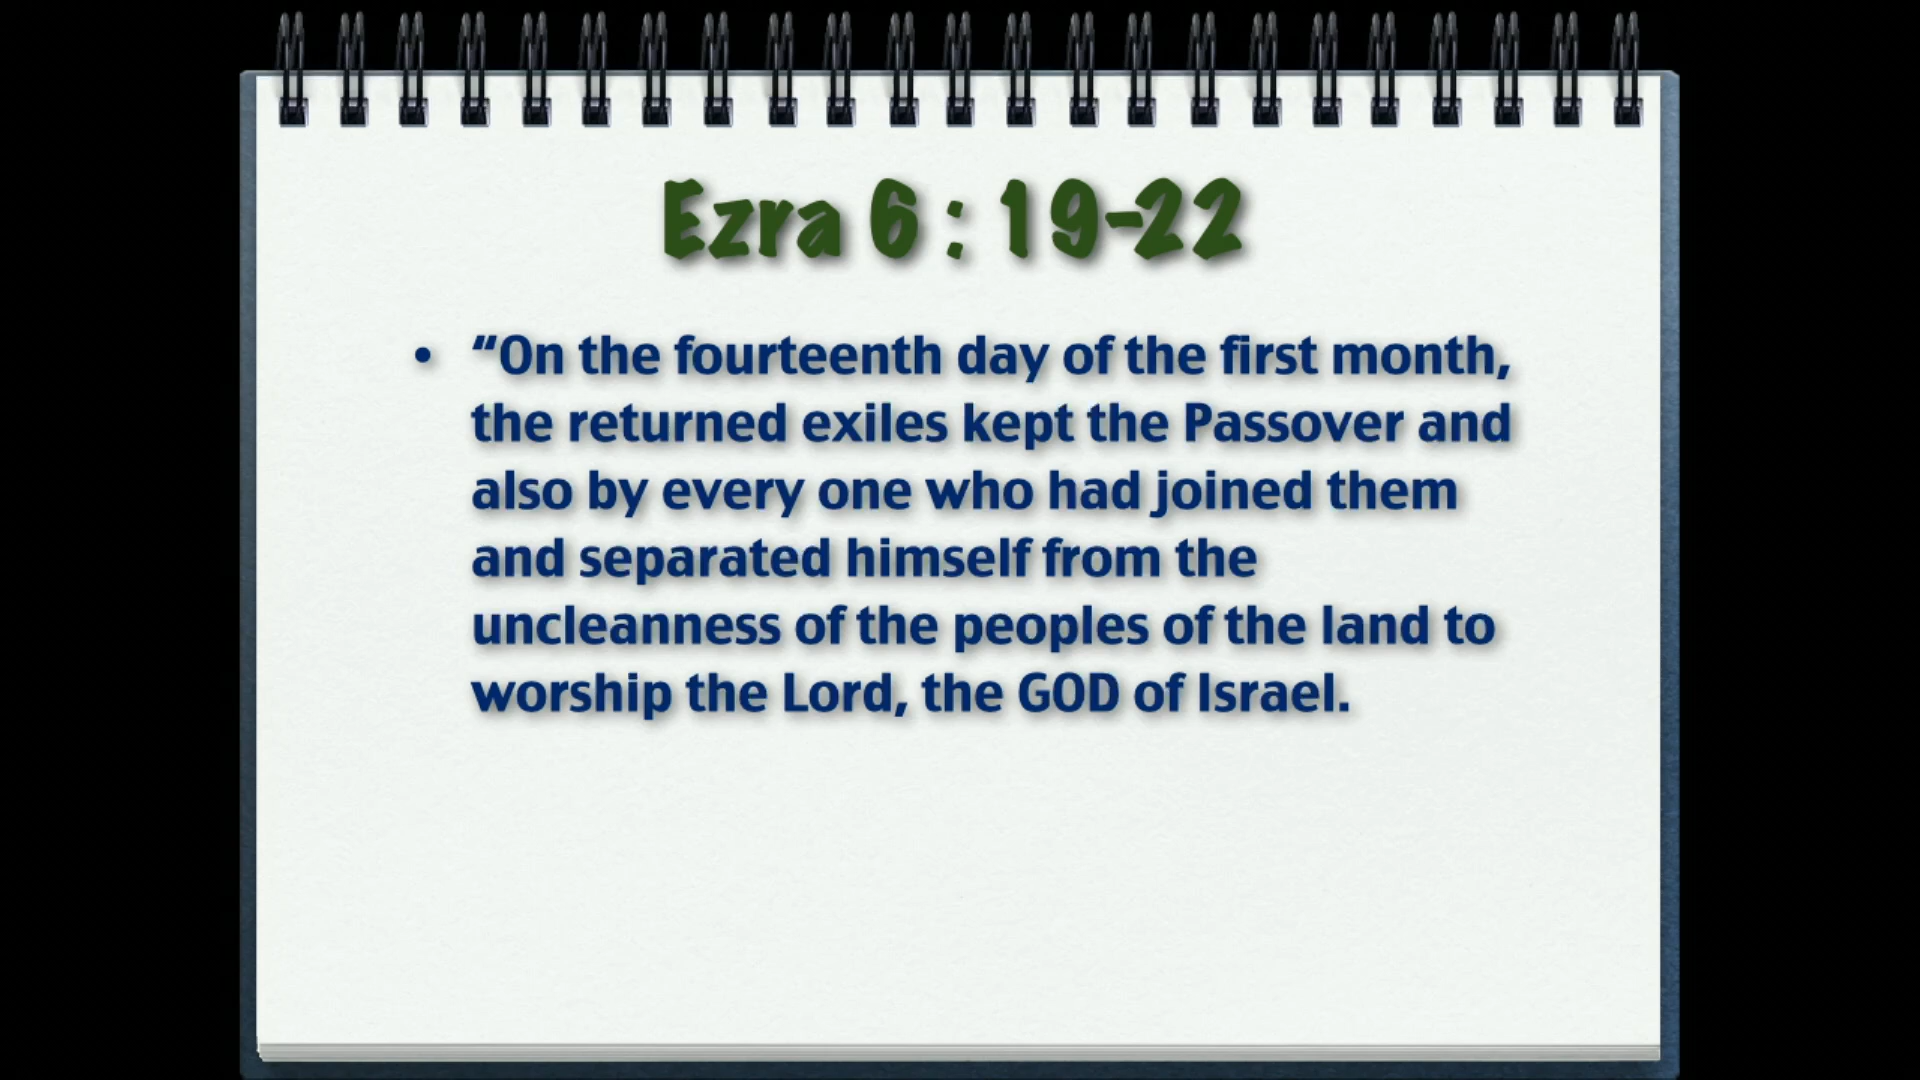 Ezra 6 : 19-22
• “On the fourteenth day of the first month,
the returned exiles kept the Passover and
also by every one who had joined them
and separated himself from the
uncleanness of the peoples of the land to
worship the Lord, the GOD of Israel.